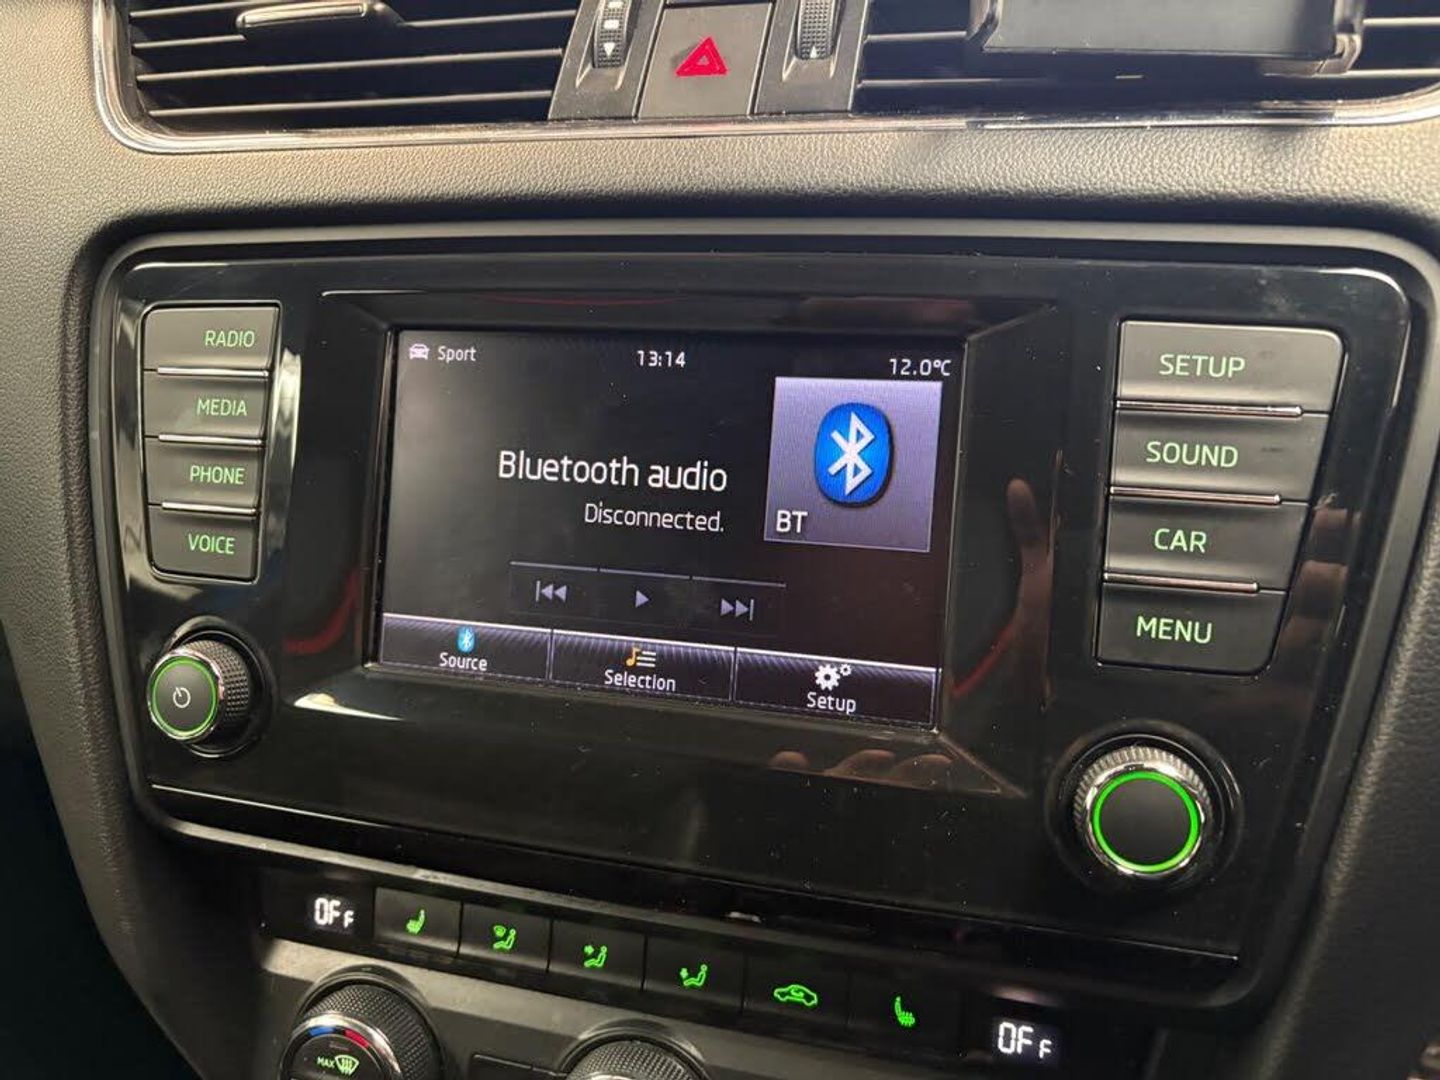 Sport 13:14 12.0°C
RADIO
MEDIA
PHONE
VOICE
Bluetooth audio
Disconnected.
BT
Source
Selection
Setup
SETUP
SOUND
CAR
MENU
OFF
OFF
MAX